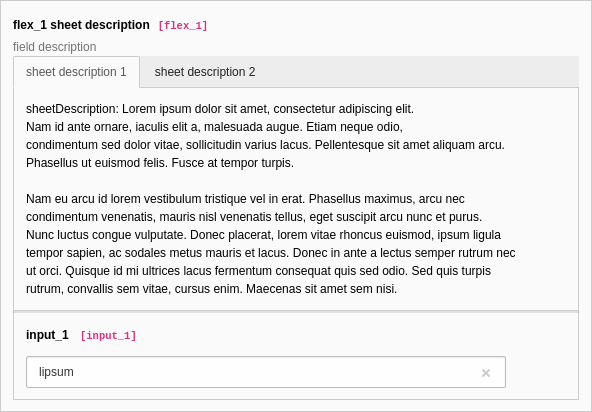 flex_1 sheet description [flex_1]
field description
sheet description 1 sheet description 2
sheetDescription: Lorem ipsum dolor sit amet, consectetur adipiscing elit.
Nam id ante ornare, iaculis elit a, malesuada augue. Etiam neque odio,
condimentum sed dolor vitae, sollicitudin varius lacus. Pellentesque sit amet aliquam arcu.
Phasellus ut euismod felis. Fusce at tempor turpis.
Nam eu arcu id lorem vestibulum tristique vel in erat. Phasellus maximus, arcu nec
condimentum venenatis, mauris nisl venenatis tellus, eget suscipit arcu nunc et purus.
Nunc luctus congue vulputate. Donec placerat, lorem vitae rhoncus euismod, ipsum ligula
tempor sapien, ac sodales metus mauris et lacus. Donec in ante a lectus semper rutrum nec
ut orci. Quisque id mi ultrices lacus fermentum consequat quis sed odio. Sed quis turpis
rutrum, convallis sem vitae, cursus enim. Maecenas sit amet sem nisi.
input_1 [input_1]
lipsum